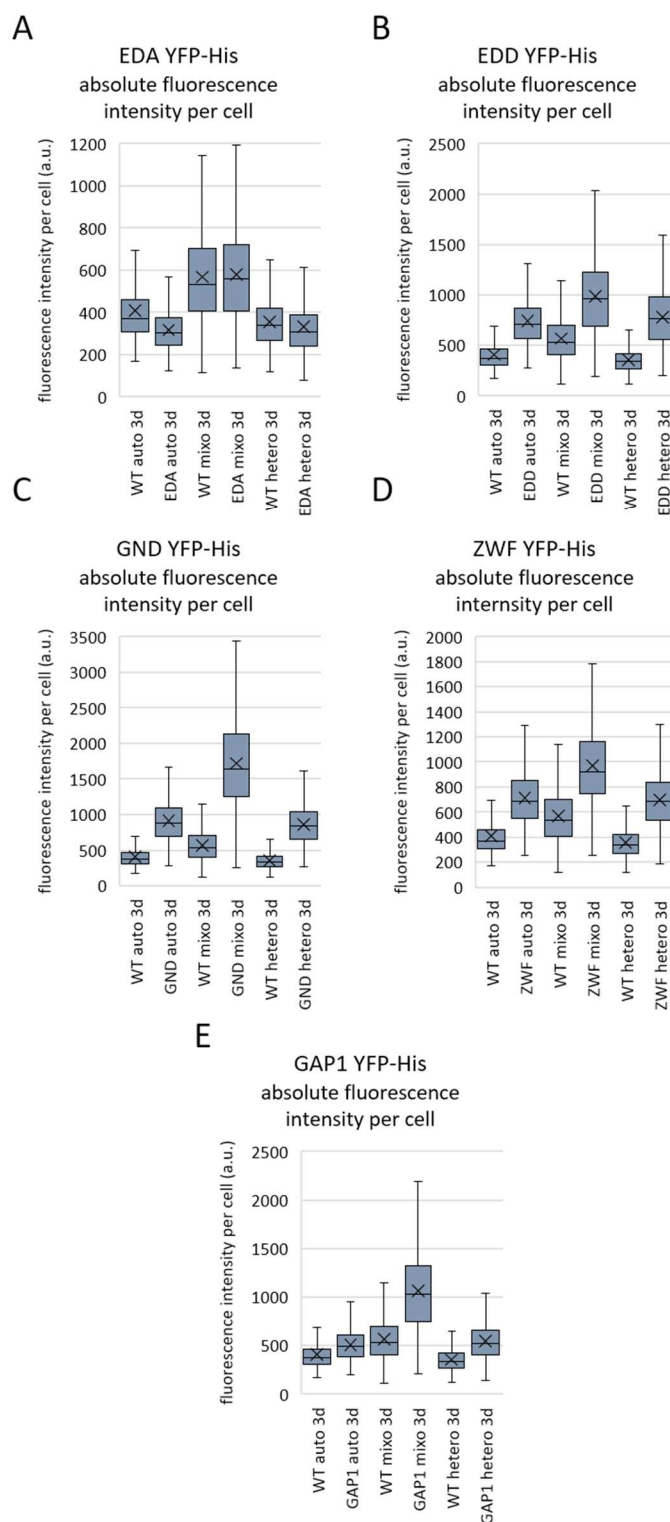 A
EDA YFP-His
absolute fluorescence
intensity per cell
fluorescence intensity per cell (a.u.)
1200
1000
800
600
400
200
0
WT auto 3d
EDA auto 3d
WT mixo 3d
EDA mixo 3d
WT hetero 3d
EDA hetero 3d
B
EDD YFP-His
absolute fluorescence
intensity per cell
fluorescence intensity per cell (a.u.)
2500
2000
1500
1000
500
0
WT auto 3d
EDD auto 3d
WT mixo 3d
EDD mixo 3d
WT hetero 3d
EDD hetero 3d
C
GND YFP-His
absolute fluorescence
intensity per cell
fluorescence intensity per cell (a.u.)
3500
3000
2500
2000
1500
1000
500
0
WT auto 3d
GND auto 3d
WT mixo 3d
GND mixo 3d
WT hetero 3d
GND hetero 3d
D
ZWF YFP-His
absolute fluorescence
internsity per cell
fluorescence intensity per cell (a.u.)
2000
1800
1600
1400
1200
1000
800
600
400
200
0
WT auto 3d
ZWF auto 3d
WT mixo 3d
ZWF mixo 3d
WT hetero 3d
ZWF hetero 3d
E
GAP1 YFP-His
absolute fluorescence
intensity per cell
fluorescence intensity per cell (a.u.)
2500
2000
1500
1000
500
0
WT auto 3d
GAP1 auto 3d
WT mixo 3d
GAP1 mixo 3d
WT hetero 3d
GAP1 hetero 3d